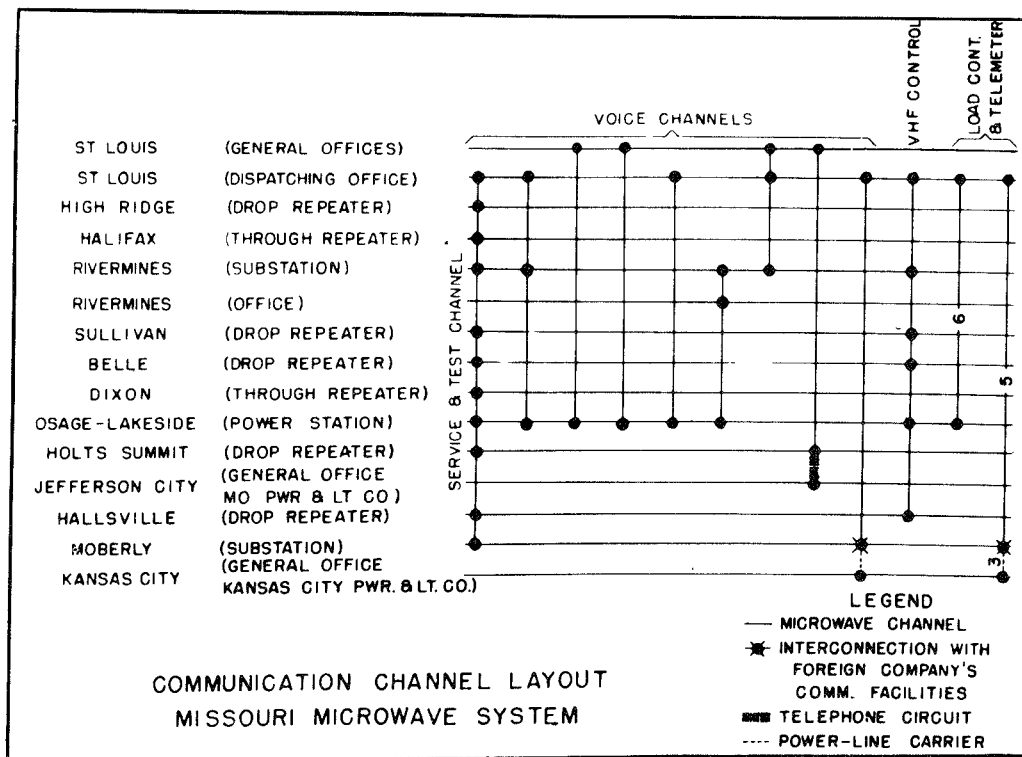 VHF CONTROL
LOAD CONT.
& TELEMETER
VOICE CHANNELS
ST LOUIS (GENERAL OFFICES)
ST LOUIS (DISPATCHING OFFICE)
HIGH RIDGE (DROP REPEATER)
HALIFAX (THROUGH REPEATER)
RIVERMINES (SUBSTATION)
RIVERMINES (OFFICE)
SULLIVAN (DROP REPEATER)
BELLE (DROP REPEATER)
DIXON (THROUGH REPEATER)
OSAGE-LAKESIDE (POWER STATION)
HOLTS SUMMIT (DROP REPEATER)
JEFFERSON CITY (GENERAL OFFICE
MO PWR & LT CO)
HALLSVILLE (DROP REPEATER)
MOBERLY (SUBSTATION)
KANSAS CITY (GENERAL OFFICE
KANSAS CITY PWR. & LT. CO.)
SERVICE & TEST CHANNEL
6
5
3
LEGEND
MICROWAVE CHANNEL
INTERCONNECTION WITH
FOREIGN COMPANY'S
COMM. FACILITIES
TELEPHONE CIRCUIT
POWER-LINE CARRIER
COMMUNICATION CHANNEL LAYOUT
MISSOURI MICROWAVE SYSTEM